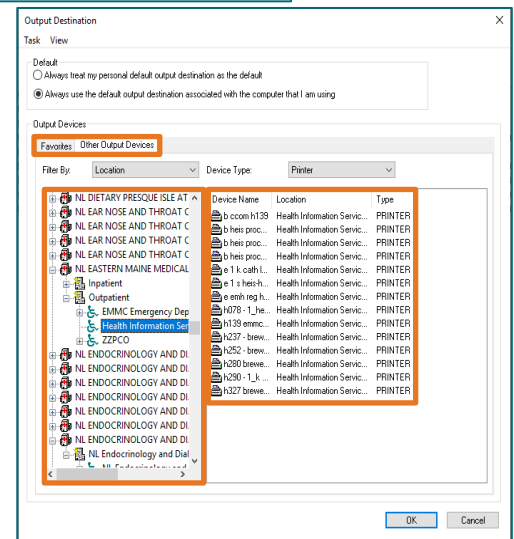 Output Destination
Task View
Default
Always treat my personal default output destination as the default
Always use the default output destination associated with the computer that I am using
Output Devices
Favorites Other Output Devices
Filter By: Location Device Type: Printer
NL DIETARY PRESQUE ISLE AT
NL EAR NOSE AND THROAT C
NL EAR NOSE AND THROAT C
NL EAR NOSE AND THROAT C
NL EAR NOSE AND THROAT C
NL EASTERN MAINE MEDICAL
Inpatient
Outpatient
EMMC Emergency Dep
Health Information Ser
ZZPCO
NL ENDOCRINOLOGY AND DI.
NL ENDOCRINOLOGY AND DI.
NL ENDOCRINOLOGY AND DI.
NL ENDOCRINOLOGY AND DI.
NL ENDOCRINOLOGY AND DI.
NL ENDOCRINOLOGY AND DI.
NL ENDOCRINOLOGY AND DI.
NL Endocrinology and Dial
Device Name Location Type
b ccom h139 Health Information Servic... PRINTER
b heis proc... Health Information Servic... PRINTER
b heis proc... Health Information Servic... PRINTER
b heis proc... Health Information Servic... PRINTER
e 1 k cath l... Health Information Servic... PRINTER
e 1 s heis-h... Health Information Servic... PRINTER
e emh reg h... Health Information Servic... PRINTER
h078 - 1_he... Health Information Servic... PRINTER
h139 emmc... Health Information Servic... PRINTER
h237 - brew... Health Information Servic... PRINTER
h252 - brew... Health Information Servic... PRINTER
h280 brewe... Health Information Servic... PRINTER
h290 - 1_k ... Health Information Servic... PRINTER
h327 brewe... Health Information Servic... PRINTER
OK Cancel